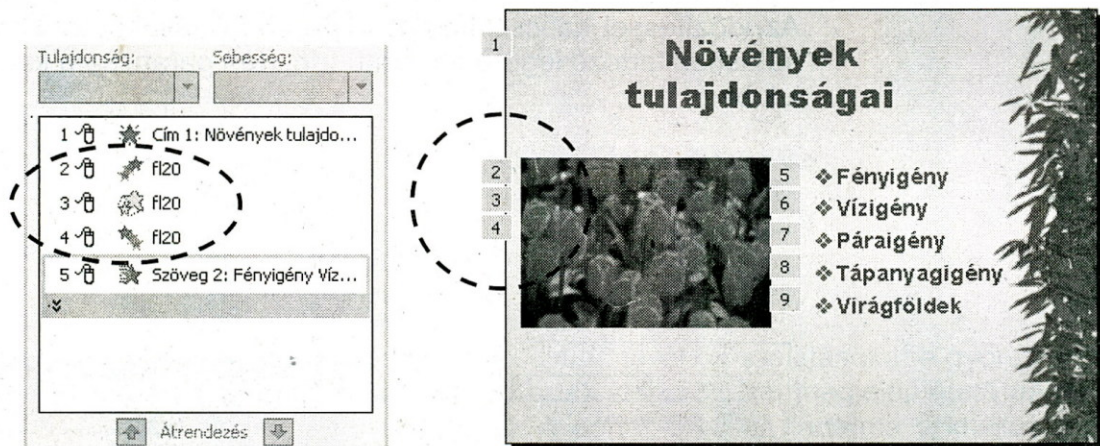 Tulajdonság: Sebesség:
1 Cím 1: Növények tulajdo...
2 fl20
3 fl20
4 fl20
5 Szöveg 2: Fényigény Víz...
Átrendezés
1
Növények
tulajdonságai
2
3
4
5 Fényigény
6 Vízigény
7 Páraigény
8 Tápanyagigény
9 Virágföldek